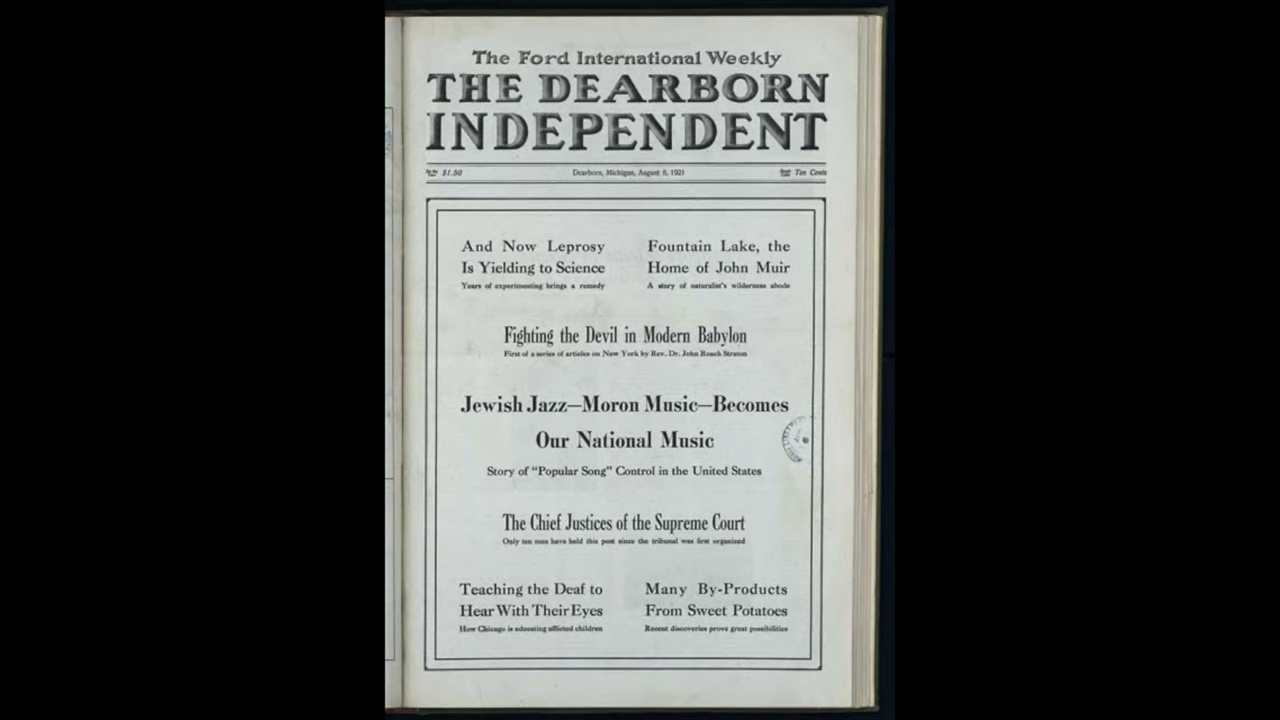 The Ford International Weekly
THE DEARBORN
INDEPENDENT
$1.50 Dearborn, Michigan, August 6, 1921 Ten Cents
And Now Leprosy
Is Yielding to Science
Years of experimenting brings a remedy
Fountain Lake, the
Home of John Muir
A story of naturalist's wilderness abode
Fighting the Devil in Modern Babylon
First of a series of articles on New York by Rev. Dr. John Roach Straton
Jewish Jazz—Moron Music—Becomes
Our National Music
Story of "Popular Song" Control in the United States
The Chief Justices of the Supreme Court
Only ten men have held this post since the tribunal was first organized
Teaching the Deaf to
Hear With Their Eyes
How Chicago is educating afflicted children
Many By-Products
From Sweet Potatoes
Recent discoveries prove great possibilities